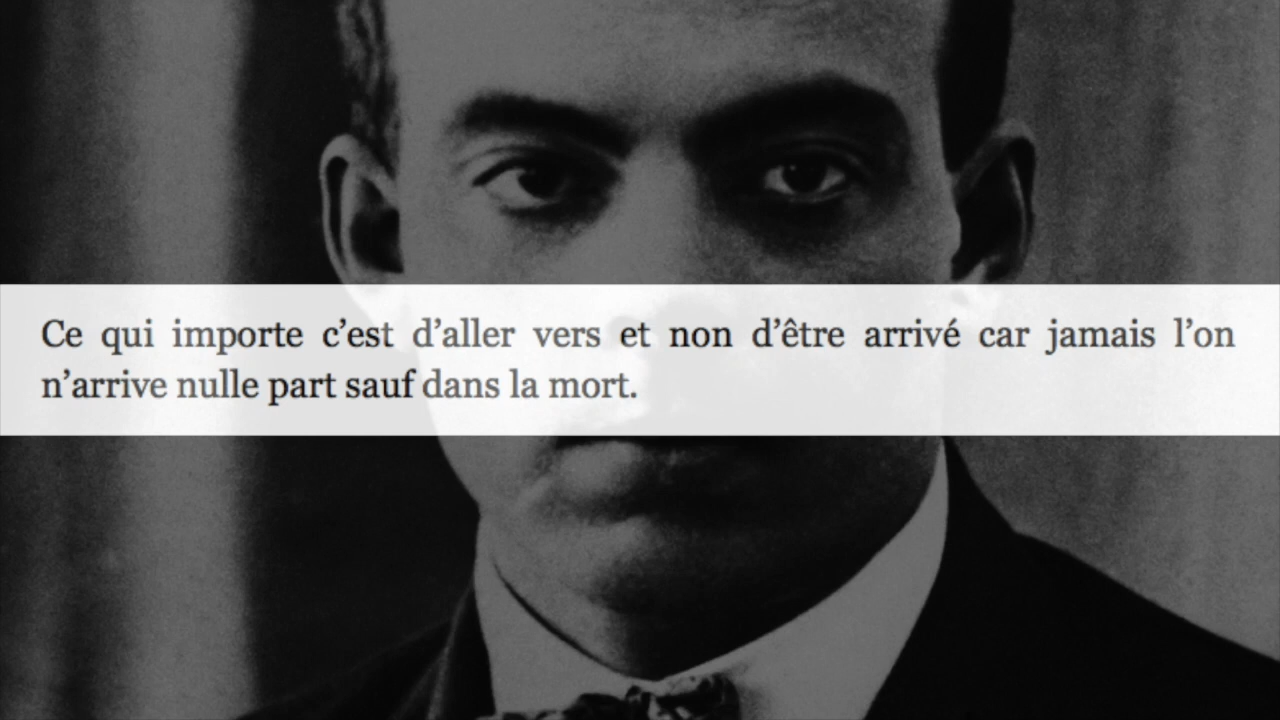 Ce qui importe c’est d’aller vers et non d’être arrivé car jamais l’on
n’arrive nulle part sauf dans la mort.